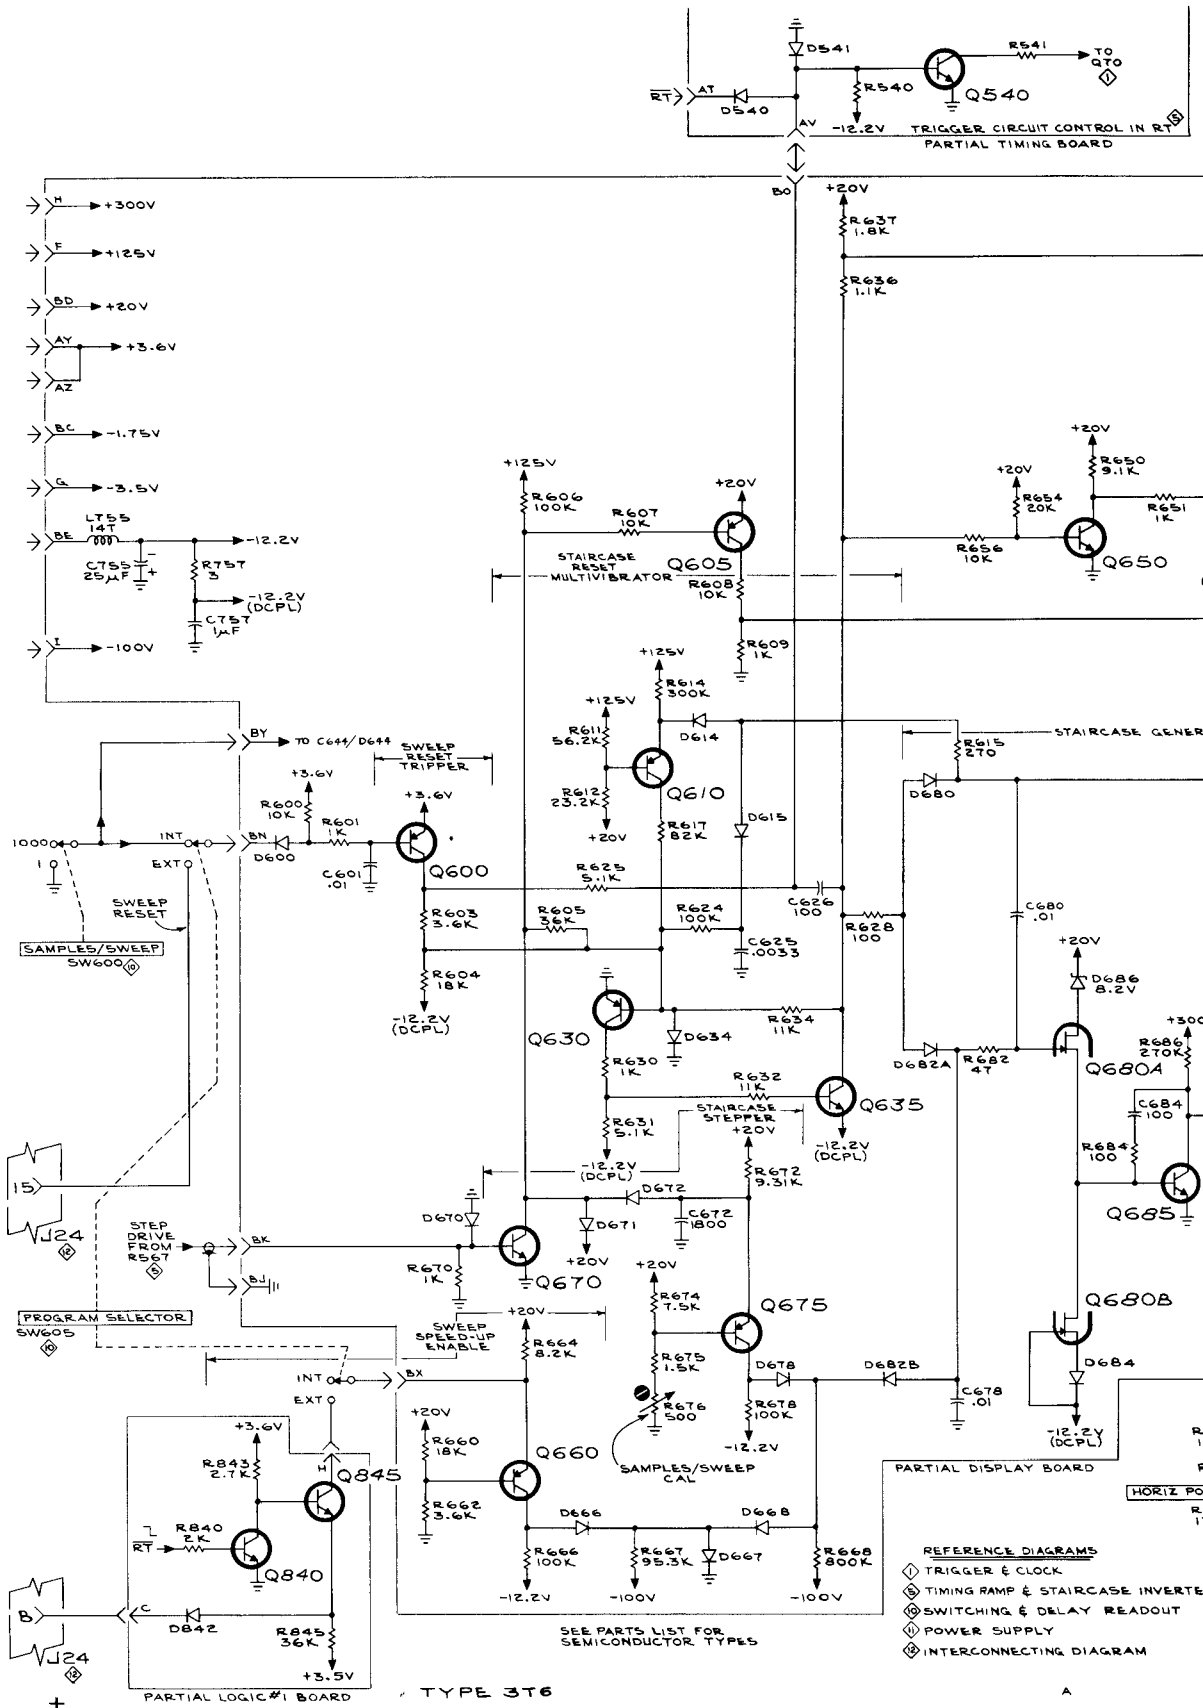 D541
R541
TO
Q70
1
RT
AT
D540
R540
Q540
AV
-12.2V
TRIGGER CIRCUIT CONTROL IN RT
5
PARTIAL TIMING BOARD
BO
+20V
H
+300V
R637
1.8K
F
+125V
R636
1.1K
BD
+20V
AY
+3.6V
AZ
BC
-1.75V
+20V
R650
9.1K
G
-3.5V
+125V
R606
100K
+20V
+20V
R654
20K
R651
1K
R607
10K
BE
L755
14T
-12.2V
C755
25µF
R757
3
-12.2V
(DCPL)
C757
1µF
STAIRCASE
RESET
MULTIVIBRATOR
Q605
R656
10K
Q650
R608
10K
I
-100V
R609
1K
+125V
R614
300K
+125V
R611
56.2K
D614
BY
TO C644/D644
SWEEP
RESET
TRIPPER
R615
270
STAIRCASE GENER
+3.6V
R612
23.2K
+20V
Q610
D680
R600
10K
+3.6V
R601
1K
R617
82K
D615
1000
INT
BN
D600
1
EXT
C601
.01
Q600
R625
5.1K
C626
100
SWEEP
RESET
R603
3.6K
R605
36K
R624
100K
R628
100
C680
.01
SAMPLES/SWEEP
SW600
10
R604
18K
C625
.0033
+20V
D686
8.2V
-12.2V
(DCPL)
Q630
D634
R634
11K
+300
R686
270K
D682A
R682
47
Q680A
R630
1K
R632
11K
Q635
C684
100
R631
5.1K
STAIRCASE
STEPPER
+20V
-12.2V
(DCPL)
R684
100
-12.2V
(DCPL)
R672
9.31K
15
D672
Q685
J24
12
STEP
DRIVE
FROM
R567
5
BK
D670
D671
C672
1800
+20V
BJ
R670
1K
Q670
+20V
R674
7.5K
Q675
Q680B
PROGRAM SELECTOR
SW605
10
+20V
SWEEP
SPEED-UP
ENABLE
R664
8.2K
R675
1.5K
D678
D682B
D684
INT
BX
EXT
R676
500
R678
100K
C678
.01
+20V
-12.2V
-12.2V
(DCPL)
+3.6V
R660
18K
H
Q845
Q660
SAMPLES/SWEEP
CAL
PARTIAL DISPLAY BOARD
R843
2.7K
R662
3.6K
HORIZ PO
R840
2K
RT
D666
D668
Q840
R666
100K
R667
95.3K
D667
R668
800K
REFERENCE DIAGRAMS
1 TRIGGER & CLOCK
5 TIMING RAMP & STAIRCASE INVERTE
10 SWITCHING & DELAY READOUT
11 POWER SUPPLY
12 INTERCONNECTING DIAGRAM
-12.2V
-100V
-100V
B
C
D842
R845
36K
SEE PARTS LIST FOR
SEMICONDUCTOR TYPES
J24
12
+3.5V
PARTIAL LOGIC #1 BOARD
TYPE 3T6
A